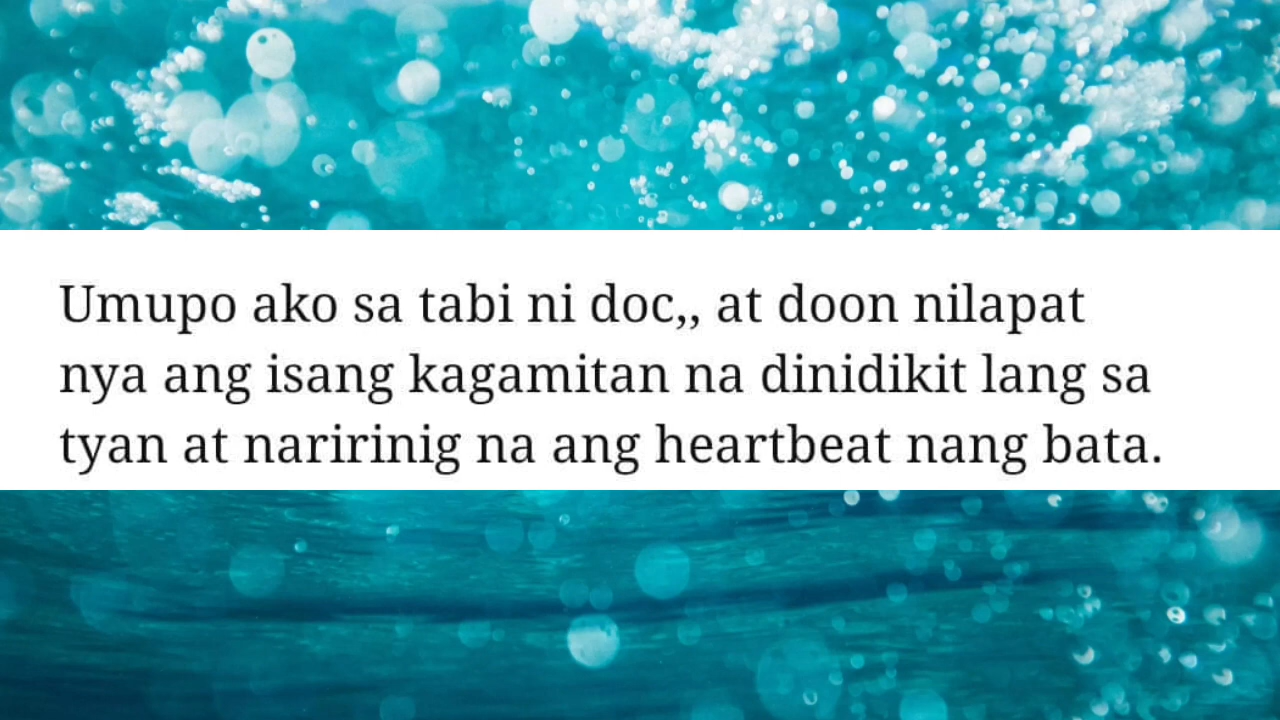 Umupo ako sa tabi ni doc,, at doon nilapat
nya ang isang kagamitan na dinidikit lang sa
tyan at naririnig na ang heartbeat nang bata.